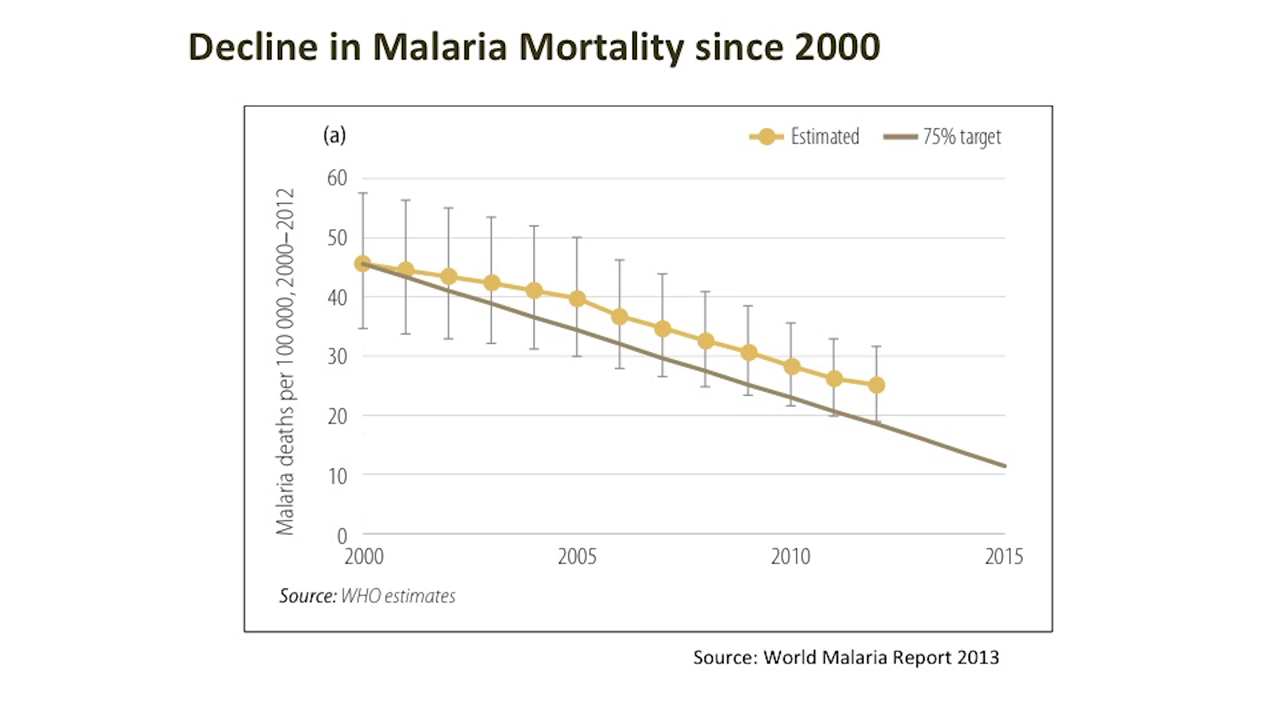 Decline in Malaria Mortality since 2000
(a)
Estimated
75% target
Malaria deaths per 100 000, 2000–2012
60
50
40
30
20
10
0
2000
2005
2010
2015
Source: WHO estimates
Source: World Malaria Report 2013